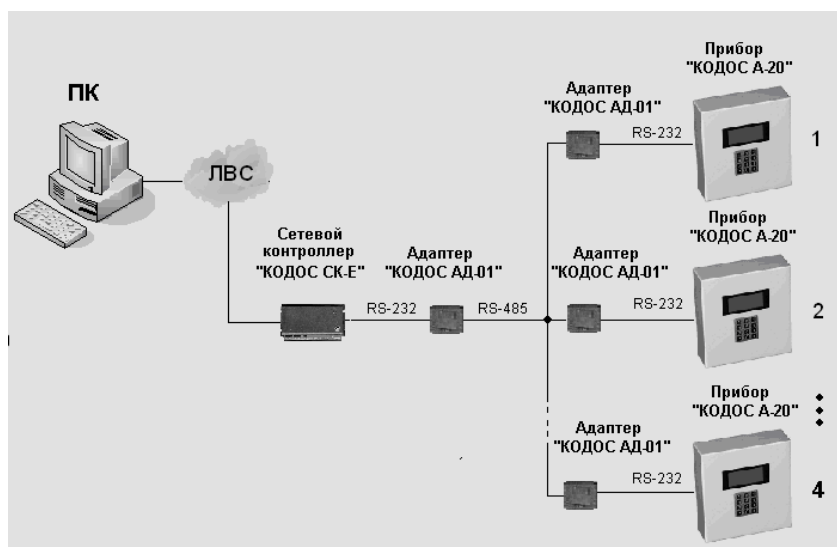 Прибор
"КОДОС А-20"
Адаптер
"КОДОС АД-01"
ПК
RS-232
1
ЛВС
Прибор
"КОДОС А-20"
Сетевой
контроллер
"КОДОС СК-Е"
Адаптер
"КОДОС АД-01"
Адаптер
"КОДОС АД-01"
RS-232
RS-485
RS-232
2
Прибор
"КОДОС А-20"
Адаптер
"КОДОС АД-01"
RS-232
4